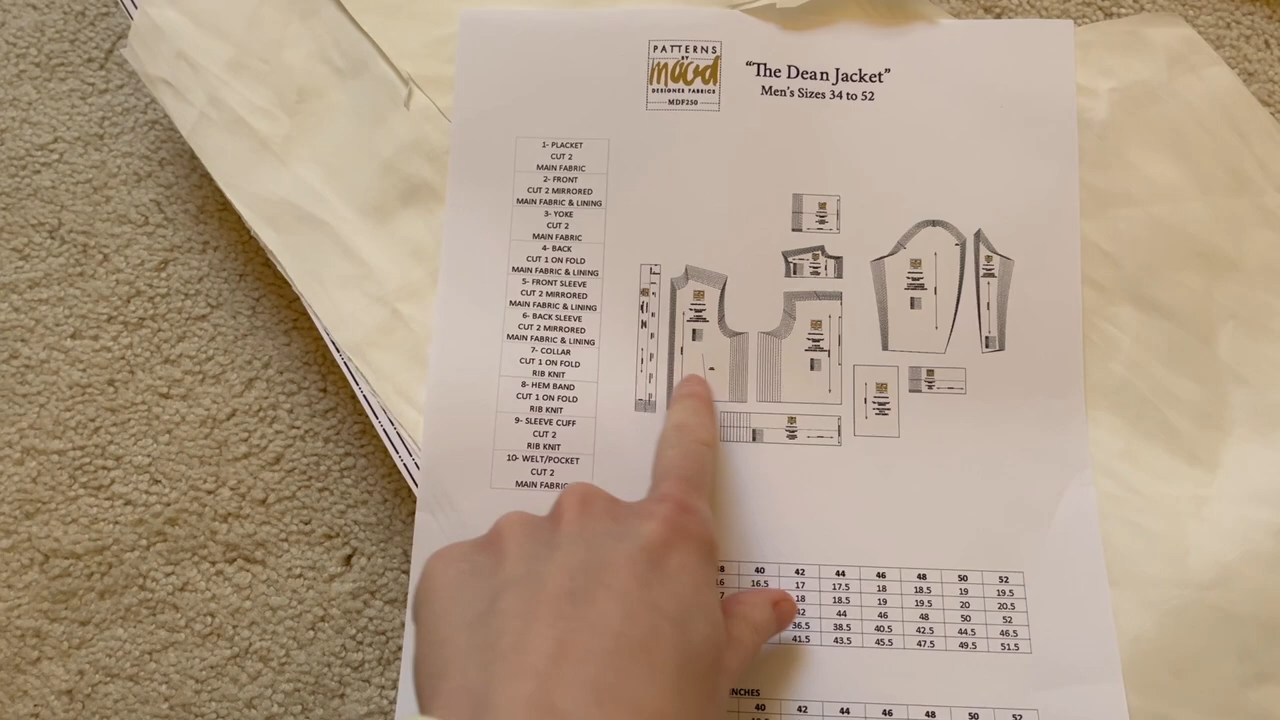 PATTERNS
BY
mood
DESIGNER FABRICS
MDF250
“The Dean Jacket”
Men's Sizes 34 to 52
1- PLACKET
CUT 2
MAIN FABRIC
2- FRONT
CUT 2 MIRRORED
MAIN FABRIC & LINING
3- YOKE
CUT 2
MAIN FABRIC
4- BACK
CUT 1 ON FOLD
MAIN FABRIC & LINING
5- FRONT SLEEVE
CUT 2 MIRRORED
MAIN FABRIC & LINING
6- BACK SLEEVE
CUT 2 MIRRORED
MAIN FABRIC & LINING
7- COLLAR
CUT 1 ON FOLD
RIB KNIT
8- HEM BAND
CUT 1 ON FOLD
RIB KNIT
9- SLEEVE CUFF
CUT 2
RIB KNIT
10- WELT/POCKET
CUT 2
MAIN FABRIC
8 40 42 44 46 48 50 52
16 16.5 17 17.5 18 18.5 19 19.5
7 18 18.5 19 19.5 20 20.5
42 44 46 48 50 52
36.5 38.5 40.5 42.5 44.5 46.5
41.5 43.5 45.5 47.5 49.5 51.5
INCHES
40 42 44 46 48 50 52